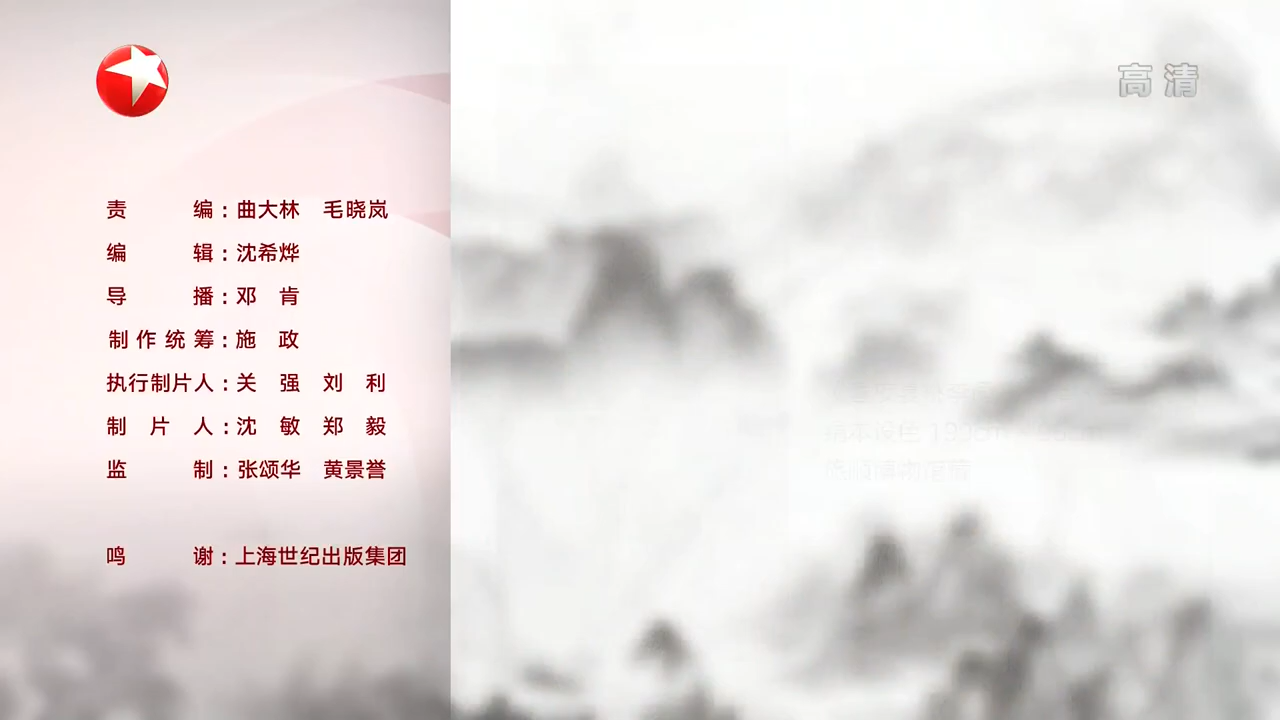 高清
责 编：曲大林 毛晓岚
编 辑：沈希烨
导 播：邓 肯
制作统筹：施 政
执行制片人：关 强 刘 利
制 片 人：沈 敏 郑 毅
监 制：张颂华 黄景誉
鸣 谢：上海世纪出版集团